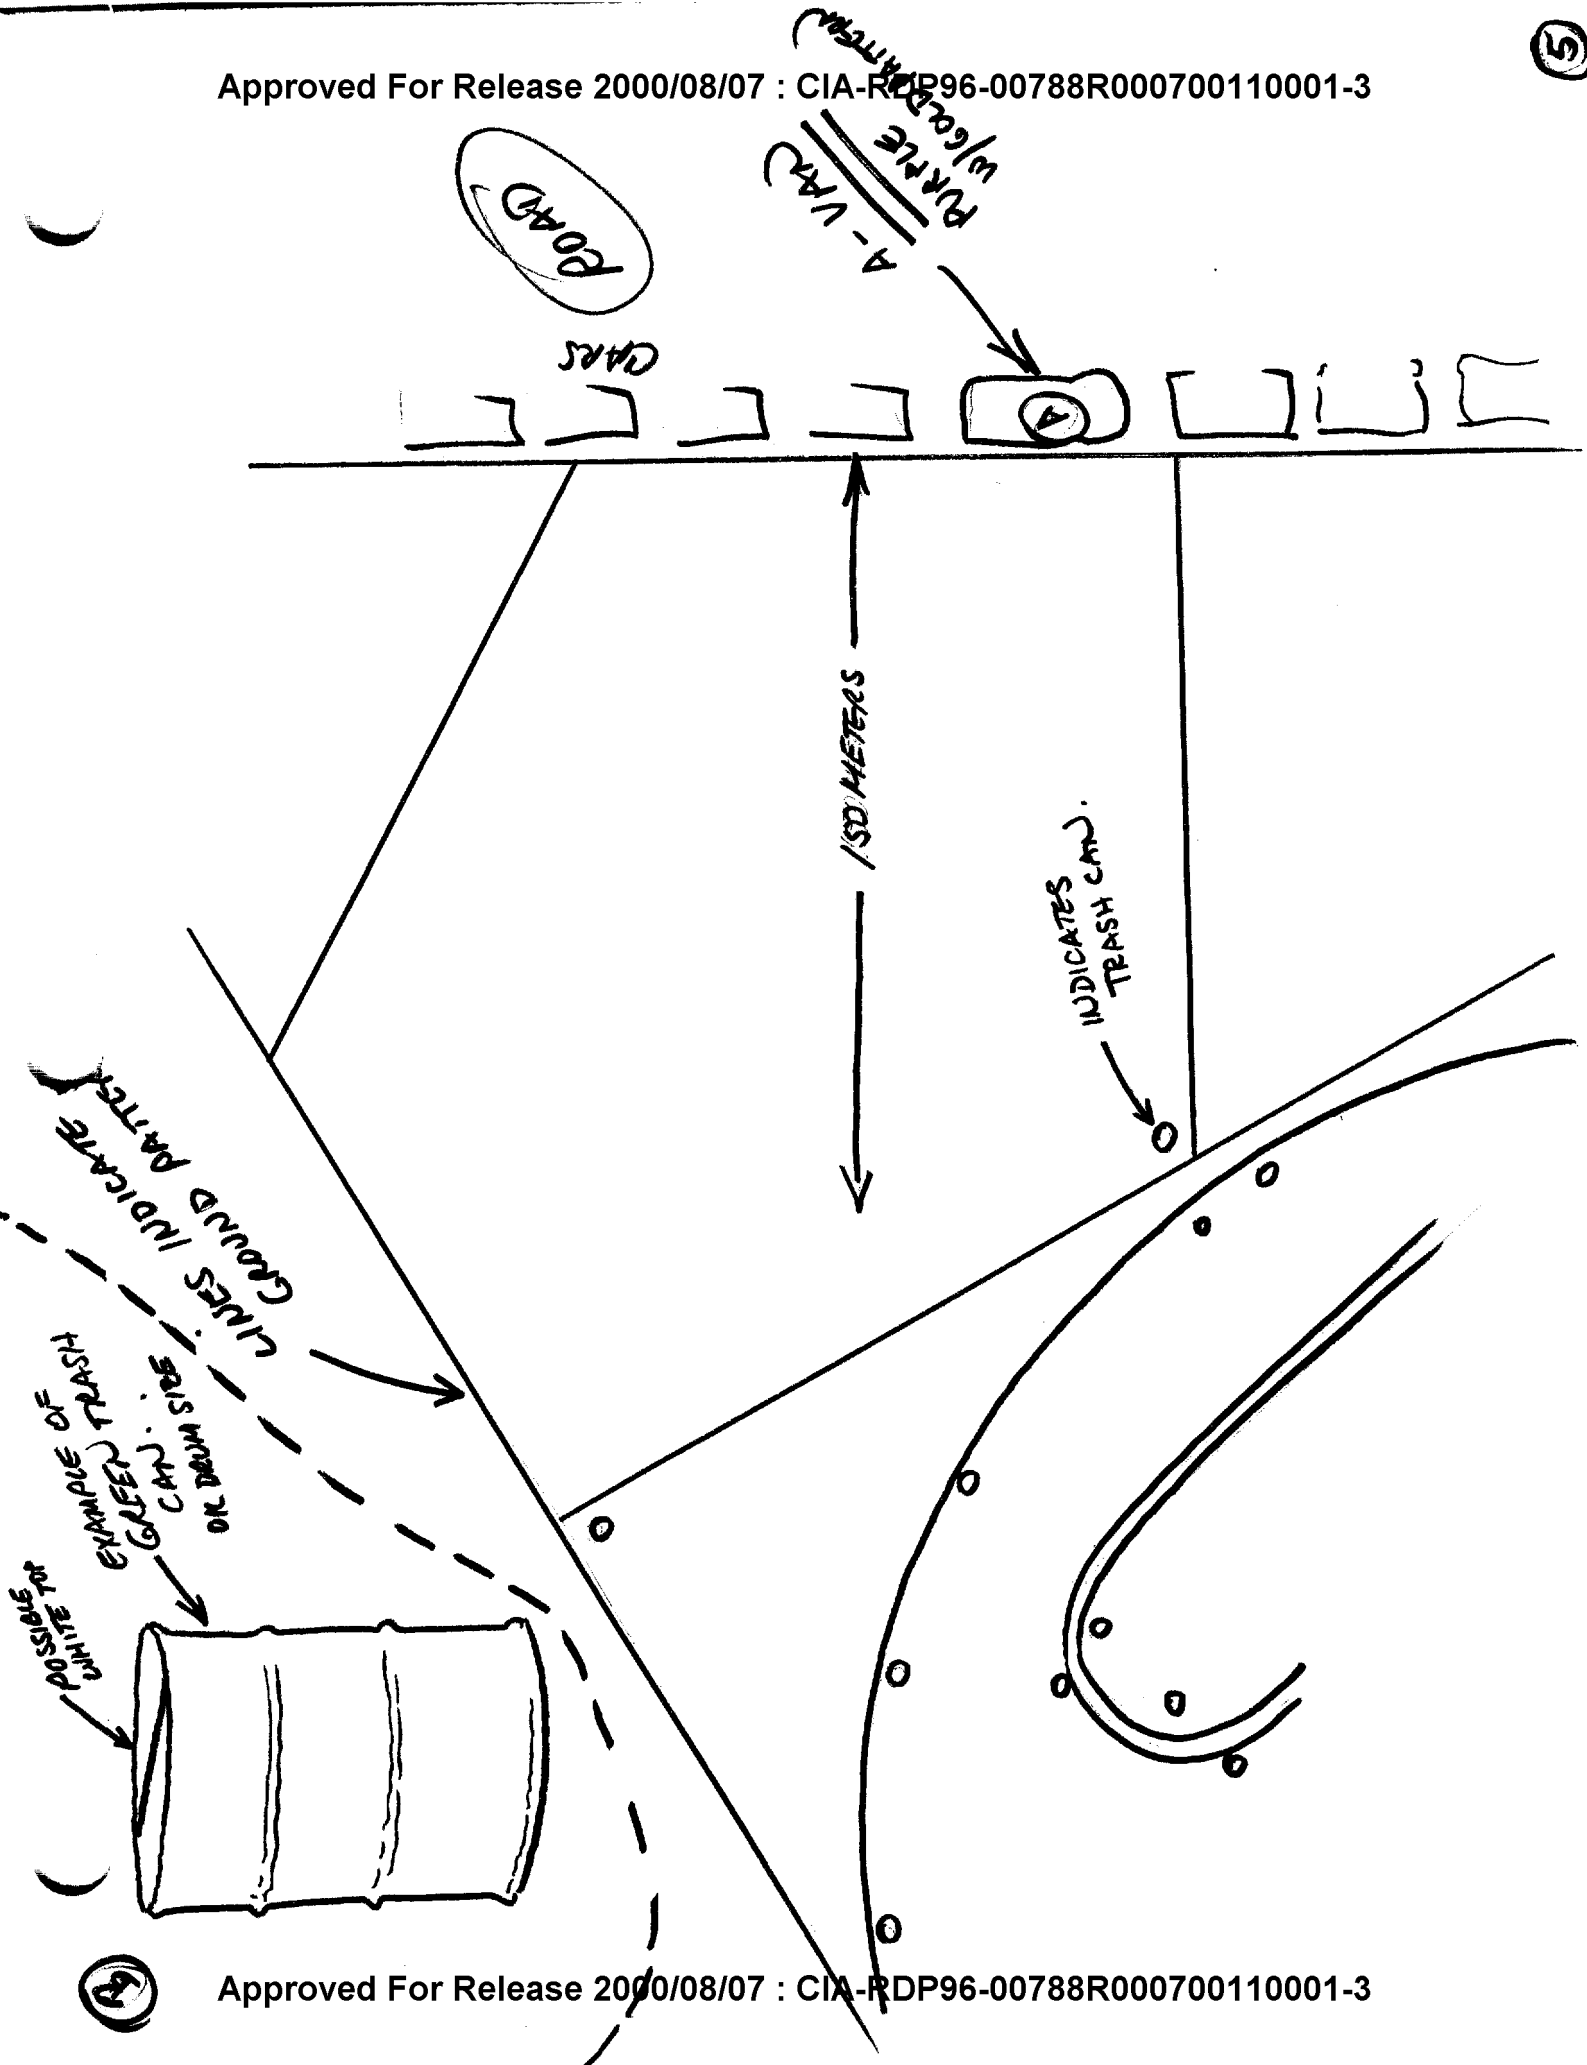 5
Approved For Release 2000/08/07 : CIA-RDP96-00788R000700110001-3
ROAD
A - VAN
PURPLE
W/GOLD PATTERN
CARS
A
150 METERS
INDICATES
TRASH CAN.
LINES INDICATE
GROUND PATTERN
EXAMPLE OF
GREEN TRASH
CAN..
OR DRUM SIZE
POSSIBLE
WHITE TOP
Approved For Release 2000/08/07 : CIA-RDP96-00788R000700110001-3